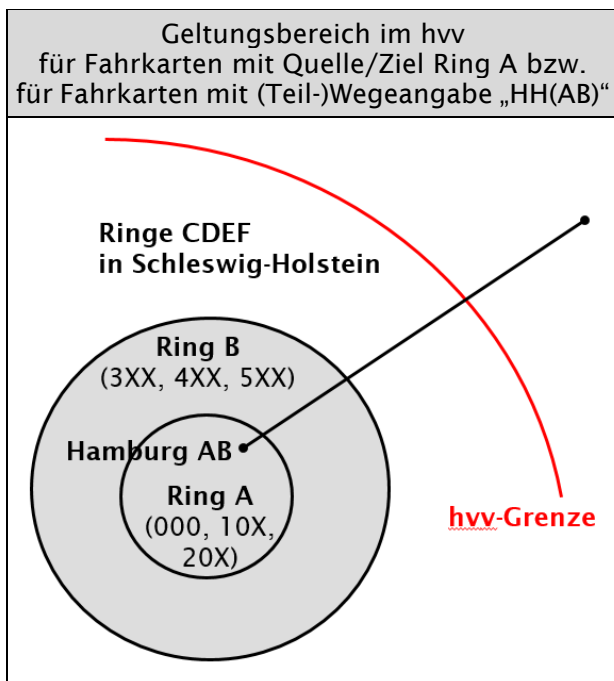 Geltungsbereich im hvv
für Fahrkarten mit Quelle/Ziel Ring A bzw.
für Fahrkarten mit (Teil-)Wegeangabe „HH(AB)“
Ringe CDEF
in Schleswig-Holstein
Ring B
(3XX, 4XX, 5XX)
Hamburg AB
Ring A
(000, 10X,
20X)
hvv-Grenze